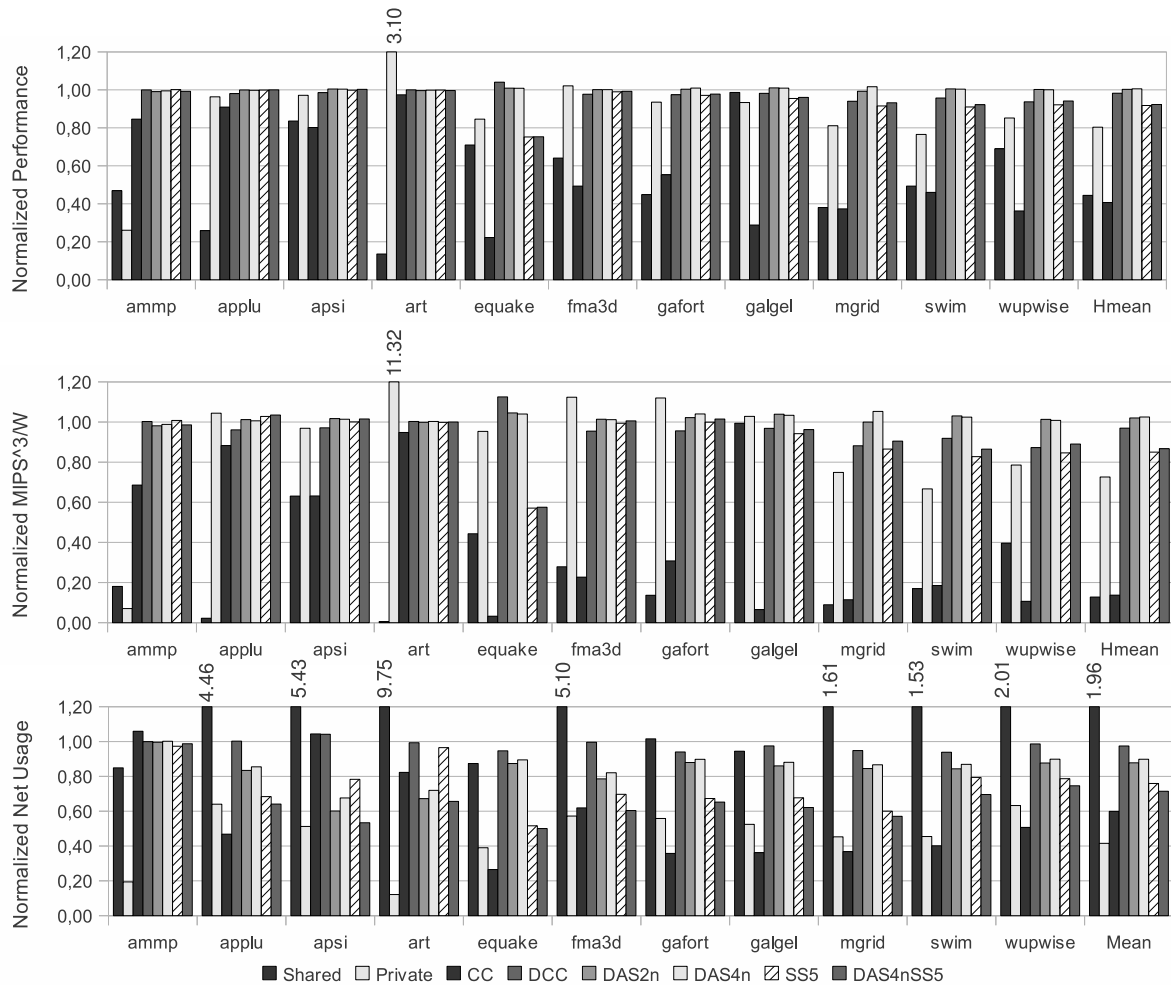 3.10
Normalized Performance
1,20
1,00
0,80
0,60
0,40
0,20
0,00
ammp applu apsi art equake fma3d gafort galgel mgrid swim wupwise Hmean
11.32
Normalized MIPS^3/W
1,20
1,00
0,80
0,60
0,40
0,20
0,00
ammp applu apsi art equake fma3d gafort galgel mgrid swim wupwise Hmean
4.46 5.43 9.75 5.10 1.61 1.53 2.01 1.96
Normalized Net Usage
1,20
1,00
0,80
0,60
0,40
0,20
0,00
ammp applu apsi art equake fma3d gafort galgel mgrid swim wupwise Mean
Shared Private CC DCC DAS2n DAS4n SS5 DAS4nSS5